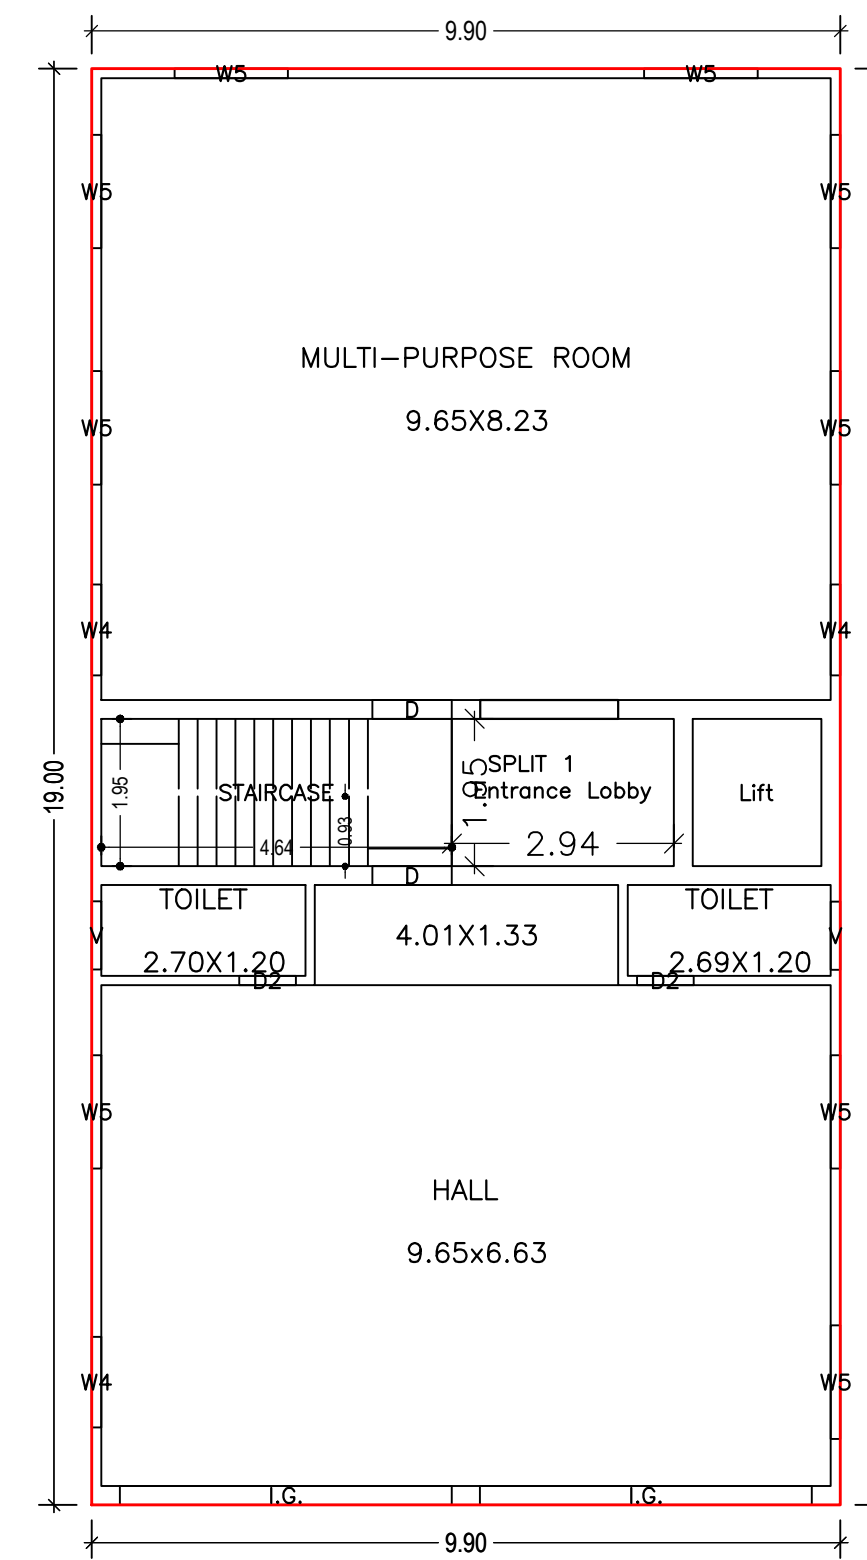 9.90
W5 W5
W5 W5
MULTI-PURPOSE ROOM
9.65X8.23
W5 W5
W4 W4
D
19.00
1.95
STAIRCASE
4.64
0.93
1.95
SPLIT 1
Entrance Lobby
2.94
Lift
D
TOILET
2.70X1.20
V
D2
4.01X1.33
TOILET
2.69X1.20
V
D2
W5 W5
HALL
9.65x6.63
W4 W5
I.G. I.G.
9.90